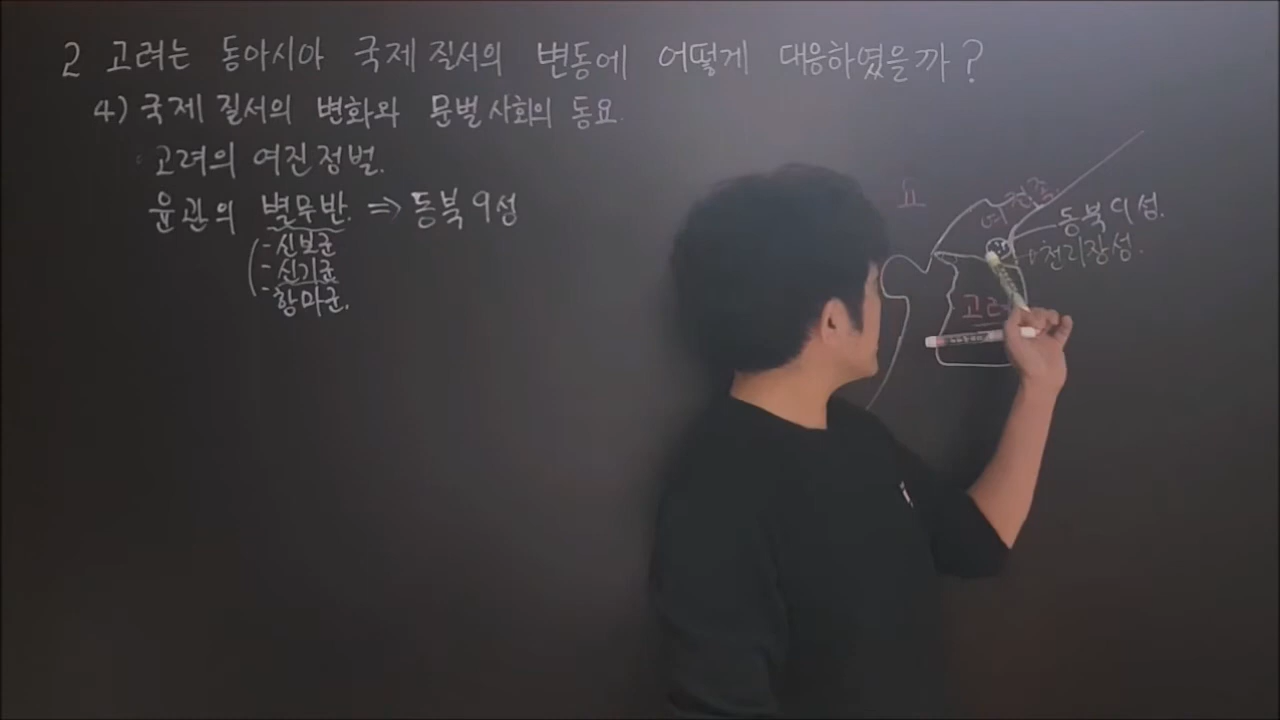 2 고려는 동아시아 국제 질서의 변동에 어떻게 대응하였을까?
4) 국제 질서의 변화와 문벌 사회의 동요.
고려의 여진 정벌.
윤관의 별무반. ⇒ 동북 9성
- 신보군
- 신기군
- 항마군.
요
여진족.
동북 9성.
천리장성.
고려